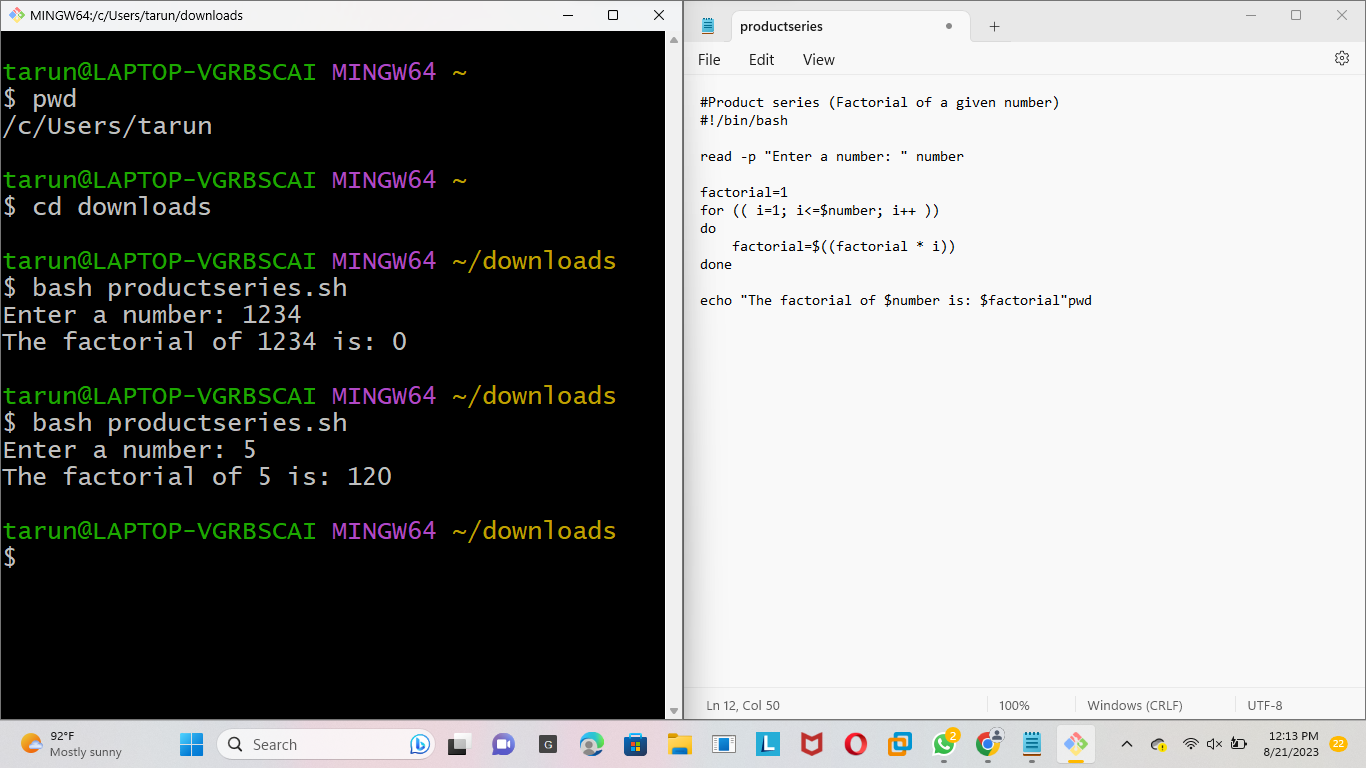 MINGW64:/c/Users/tarun/downloads
tarun@LAPTOP-VGRBSCAI MINGW64 ~
$ pwd
/c/Users/tarun
tarun@LAPTOP-VGRBSCAI MINGW64 ~
$ cd downloads
tarun@LAPTOP-VGRBSCAI MINGW64 ~/downloads
$ bash productseries.sh
Enter a number: 1234
The factorial of 1234 is: 0
tarun@LAPTOP-VGRBSCAI MINGW64 ~/downloads
$ bash productseries.sh
Enter a number: 5
The factorial of 5 is: 120
tarun@LAPTOP-VGRBSCAI MINGW64 ~/downloads
$
productseries
File Edit View
#Product series (Factorial of a given number)
#!/bin/bash
read -p "Enter a number: " number
factorial=1
for (( i=1; i<=$number; i++ ))
do
    factorial=$((factorial * i))
done
echo "The factorial of $number is: $factorial"pwd
Ln 12, Col 50 100% Windows (CRLF) UTF-8
92°F
Mostly sunny
Search
G
L
2
12:13 PM
8/21/2023
22